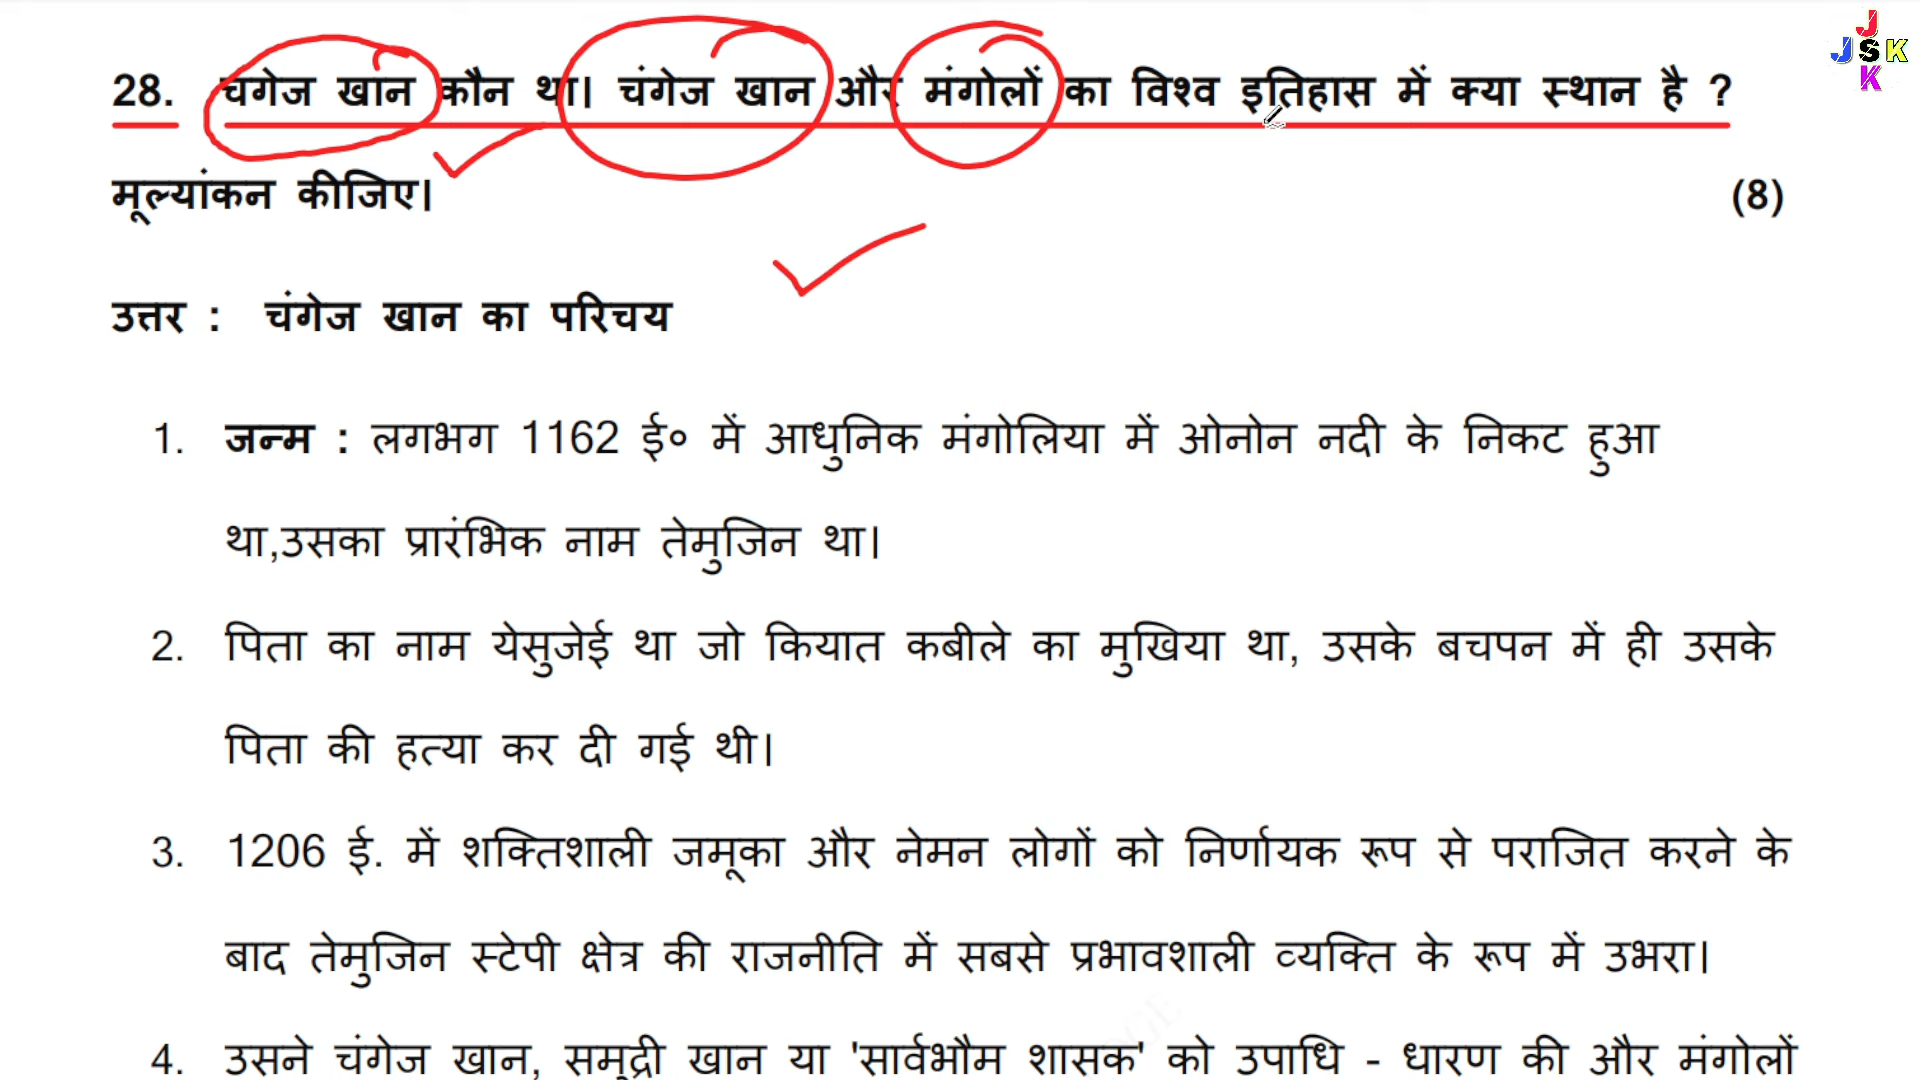 J
J S K
K
28. चंगेज खान कौन था। चंगेज खान और मंगोलों का विश्व इतिहास में क्या स्थान है ?
मूल्यांकन कीजिए। (8)
उत्तर : चंगेज खान का परिचय
1. जन्म : लगभग 1162 ई० में आधुनिक मंगोलिया में ओनोन नदी के निकट हुआ
था,उसका प्रारंभिक नाम तेमुजिन था।
2. पिता का नाम येसुजेई था जो कियात कबीले का मुखिया था, उसके बचपन में ही उसके
पिता की हत्या कर दी गई थी।
3. 1206 ई. में शक्तिशाली जमूका और नेमन लोगों को निर्णायक रूप से पराजित करने के
बाद तेमुजिन स्टेपी क्षेत्र की राजनीति में सबसे प्रभावशाली व्यक्ति के रूप में उभरा।
4. उसने चंगेज खान, समुद्री खान या 'सार्वभौम शासक' को उपाधि - धारण की और मंगोलों